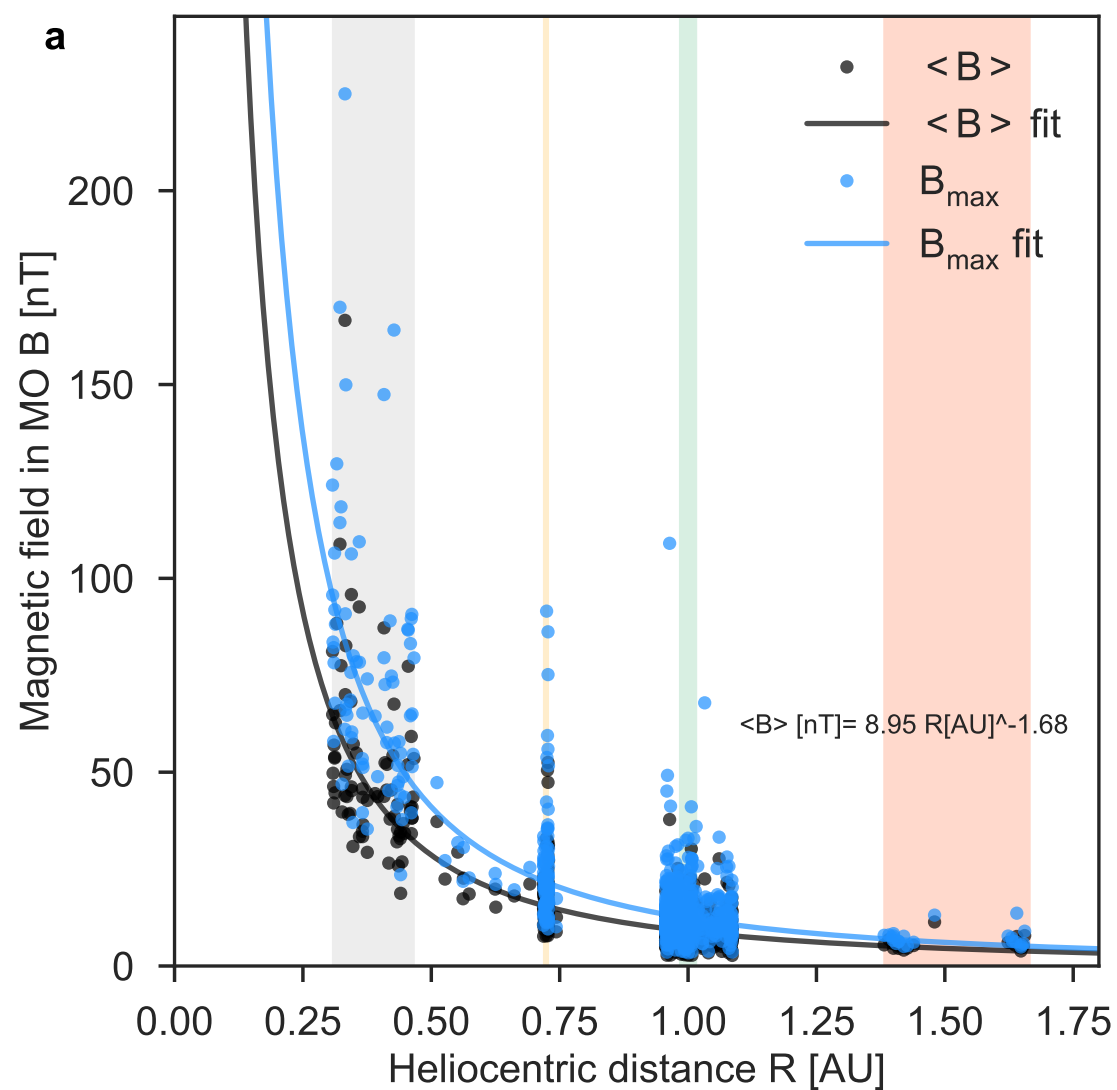 a
< B >
< B > fit
Bmax
Bmax fit
Magnetic field in MO B [nT]
200
150
100
50
0
<B> [nT]= 8.95 R[AU]^-1.68
0.00 0.25 0.50 0.75 1.00 1.25 1.50 1.75
Heliocentric distance R [AU]